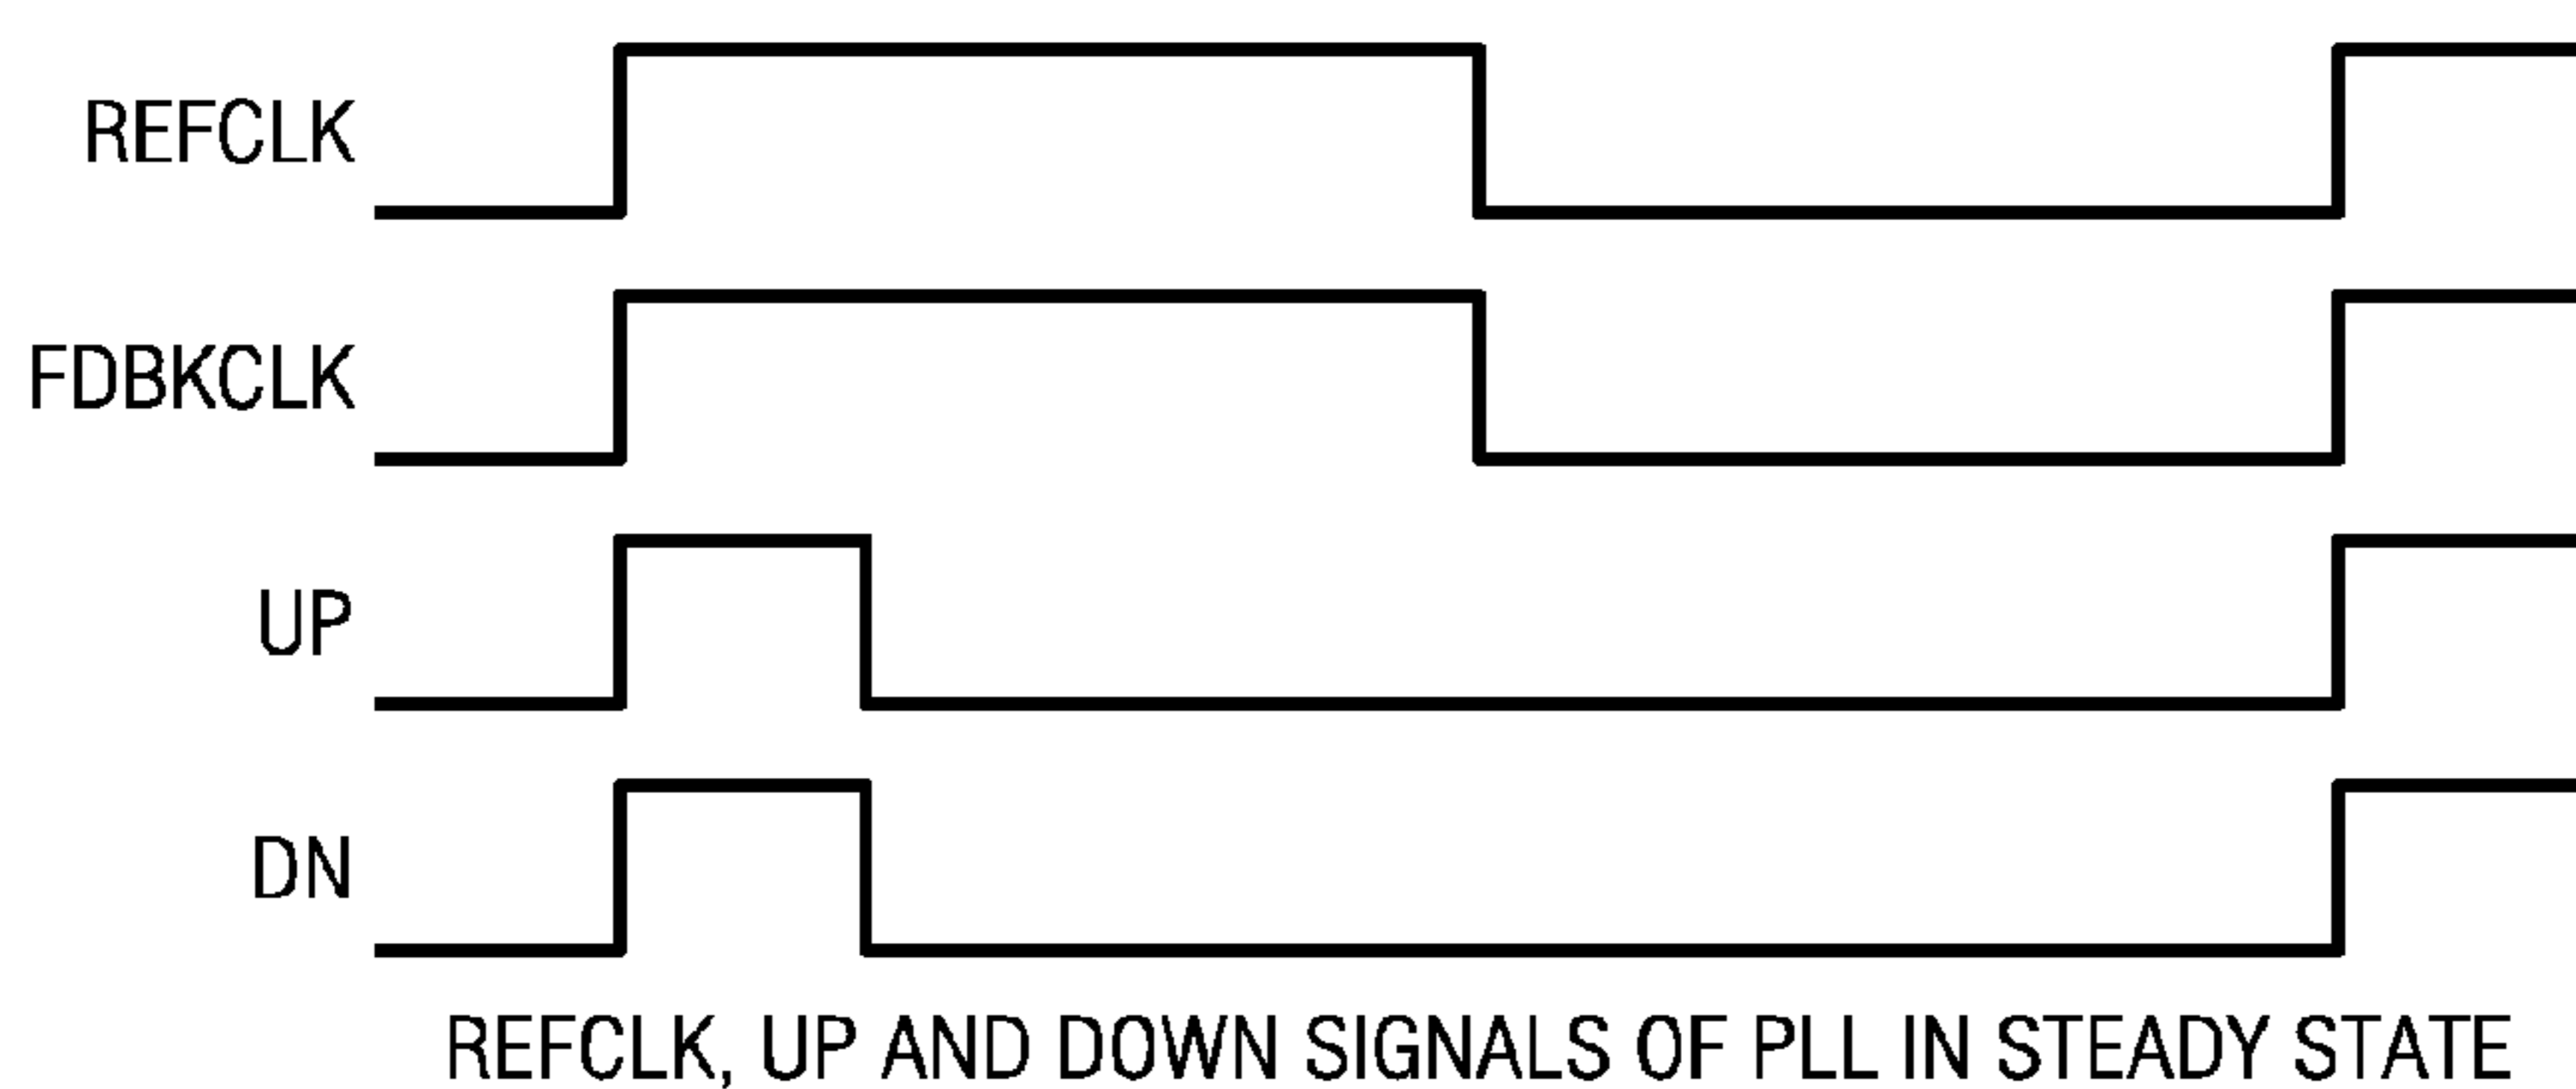 REFCLK
FDBKCLK
UP
DN
REFCLK, UP AND DOWN SIGNALS OF PLL IN STEADY STATE